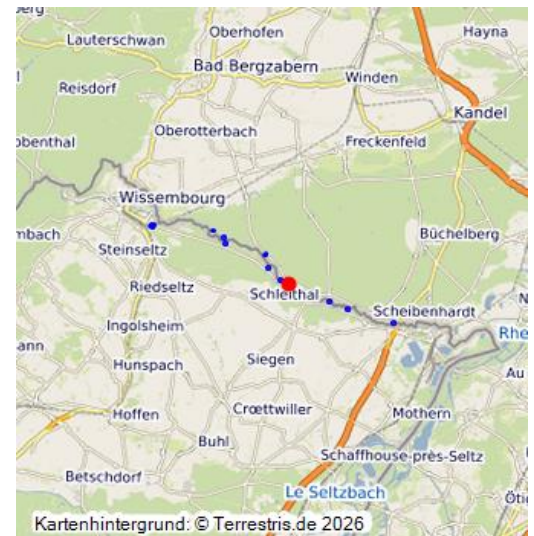 Oberhofen
Hayna
Lauterschwan
Bad Bergzabern
Winden
Reisdorf
Kandel
Oberotterbach
Freckenfeld
obenthal
Wissembourg
Büchelberg
mbach
Steinseltz
Riedseltz
Schleithal
Scheibenhardt
Ingolsheim
Rhe
ann
Siegen
Hunspach
Au
Crœttwiller
Hoffen
Mothern
Buhl
Schaffhouse-près-Seltz
Betschdorf
Le Seltzbach
Ötig
Kartenhintergrund: © Terrestris.de 2026